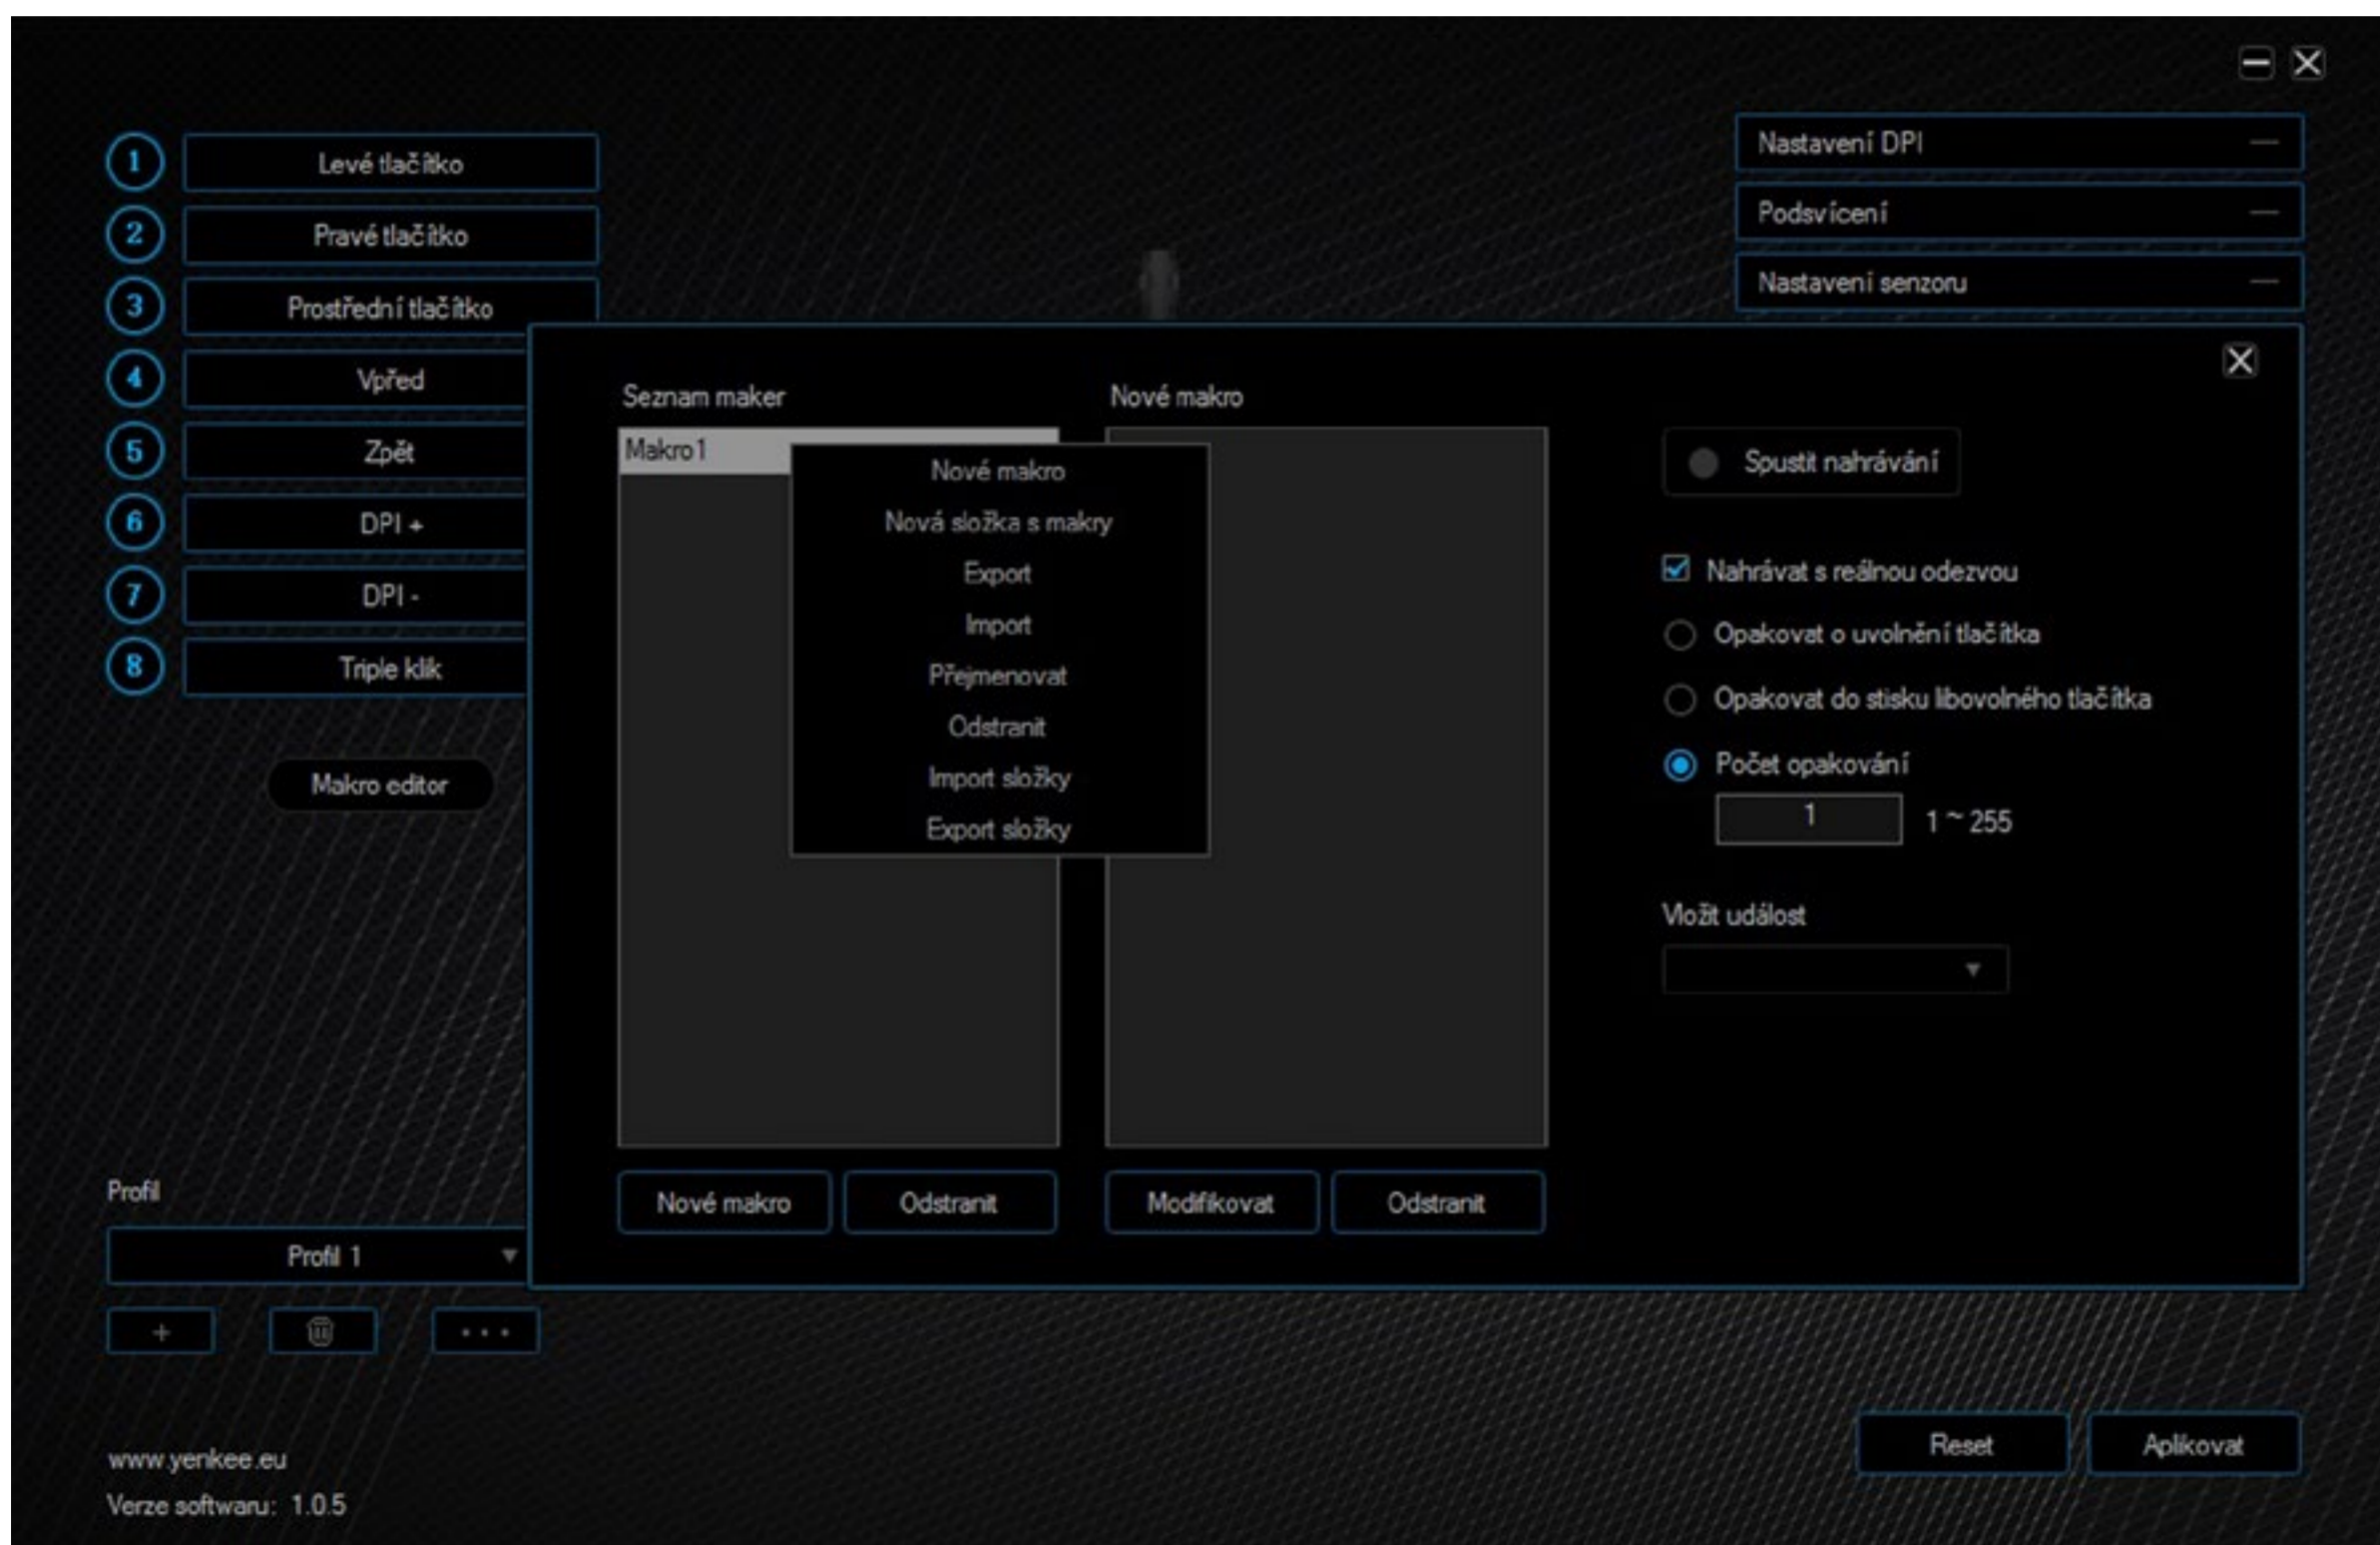 1 Levé tlačítko
2 Pravé tlačítko
3 Prostřední tlačítko
4 Vpřed
5 Zpět
6 DPI +
7 DPI -
8 Triple klik
Makro editor
Nastavení DPI
Podsvícení
Nastavení senzoru
Seznam maker
Makro1
Nové makro
Nová složka s makry
Export
Import
Přejmenovat
Odstranit
Import složky
Export složky
Nové makro
Odstranit
Nové makro
Modifikovat
Odstranit
Spustit nahrávání
Nahrávat s reálnou odezvou
Opakovat o uvolnění tlačítka
Opakovat do stisku libovolného tlačítka
Počet opakování
1 1 ~ 255
Vložit událost
Profil
Profil 1
+ ...
www.yenkee.eu
Verze softwaru: 1.0.5
Reset
Aplikovat